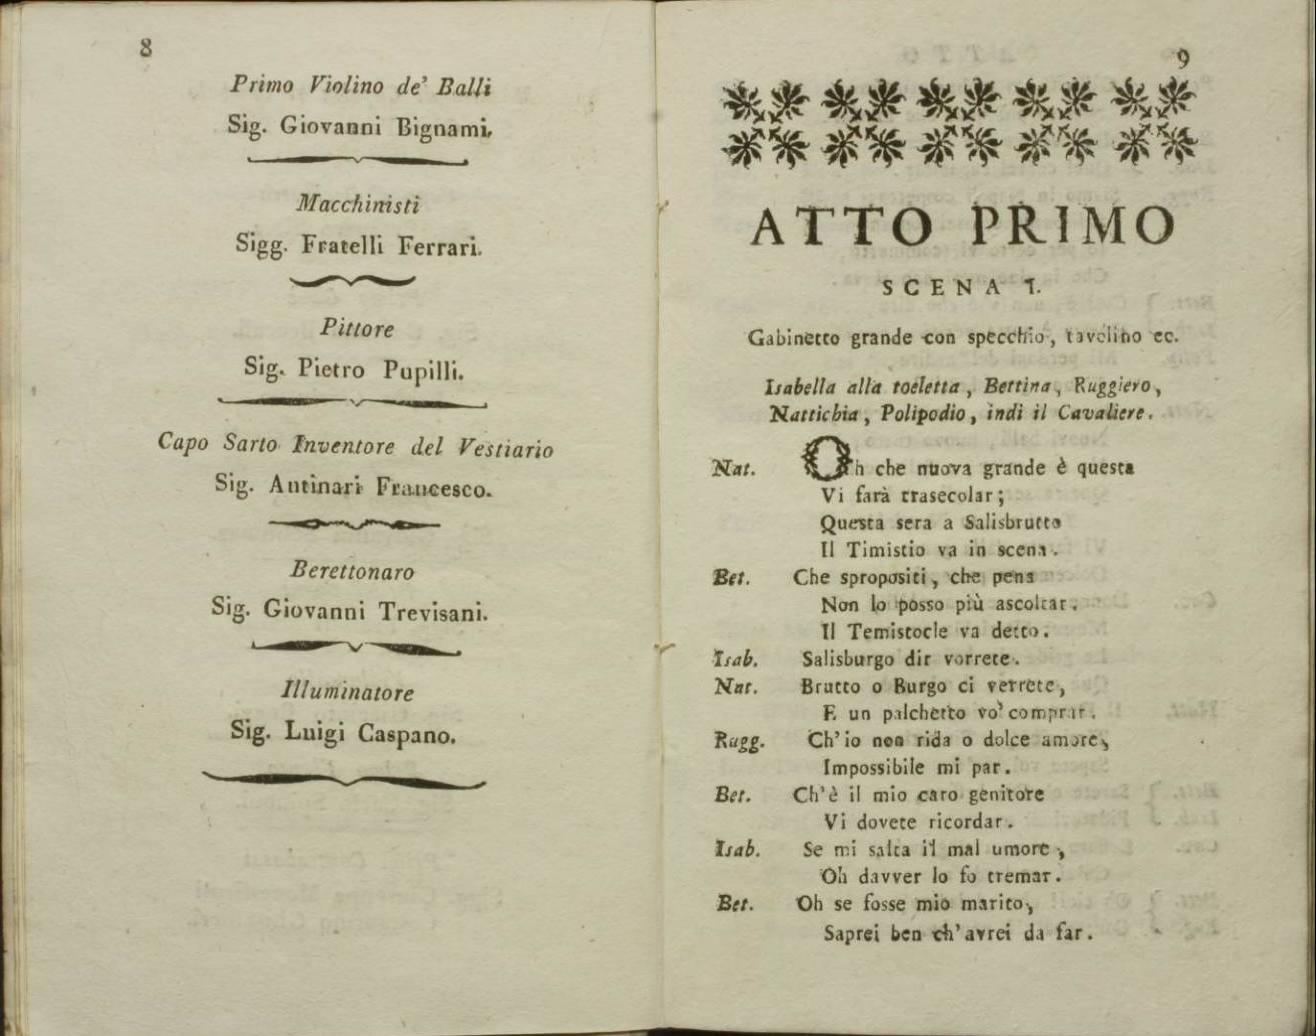 8
Primo Violino de' Balli
Sig. Giovanni Bignami.
Macchinisti
Sigg. Fratelli Ferrari.
Pittore
Sig. Pietro Pupilli.
Capo Sarto Inventore del Vestiario
Sig. Antinari Francesco.
Berettonaro
Sig. Giovanni Trevisani.
Illuminatore
Sig. Luigi Caspano.
9
ATTO PRIMO
SCENA I.
Gabinetto grande con specchio, tavolino ec.
Isabella alla toeletta, Bettina, Ruggiero,
Nattichia, Polipodio, indi il Cavaliere.
Nat. Oh che nuova grande è questa
Vi farà trasecolar;
Questa sera a Salisbrutto
Il Timistio va in scena.
Bet. Che spropositi, che pena
Non lo posso più ascoltar.
Il Temistocle va detto.
Isab. Salisburgo dir vorrete.
Nat. Brutto o Burgo ci verrete,
E un palchetto vo' comprar.
Rugg. Ch'io non rida o dolce amore,
Impossibile mi par.
Bet. Ch'è il mio caro genitore
Vi dovete ricordar.
Isab. Se mi salta il mal umore,
Oh davver lo fo tremar.
Bet. Oh se fosse mio marito,
Saprei ben ch'avrei da far.